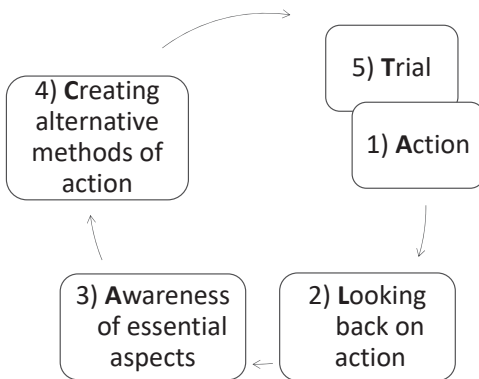 4) Creating
alternative
methods of
action
5) Trial
1) Action
2) Looking
back on
action
3) Awareness
of essential
aspects